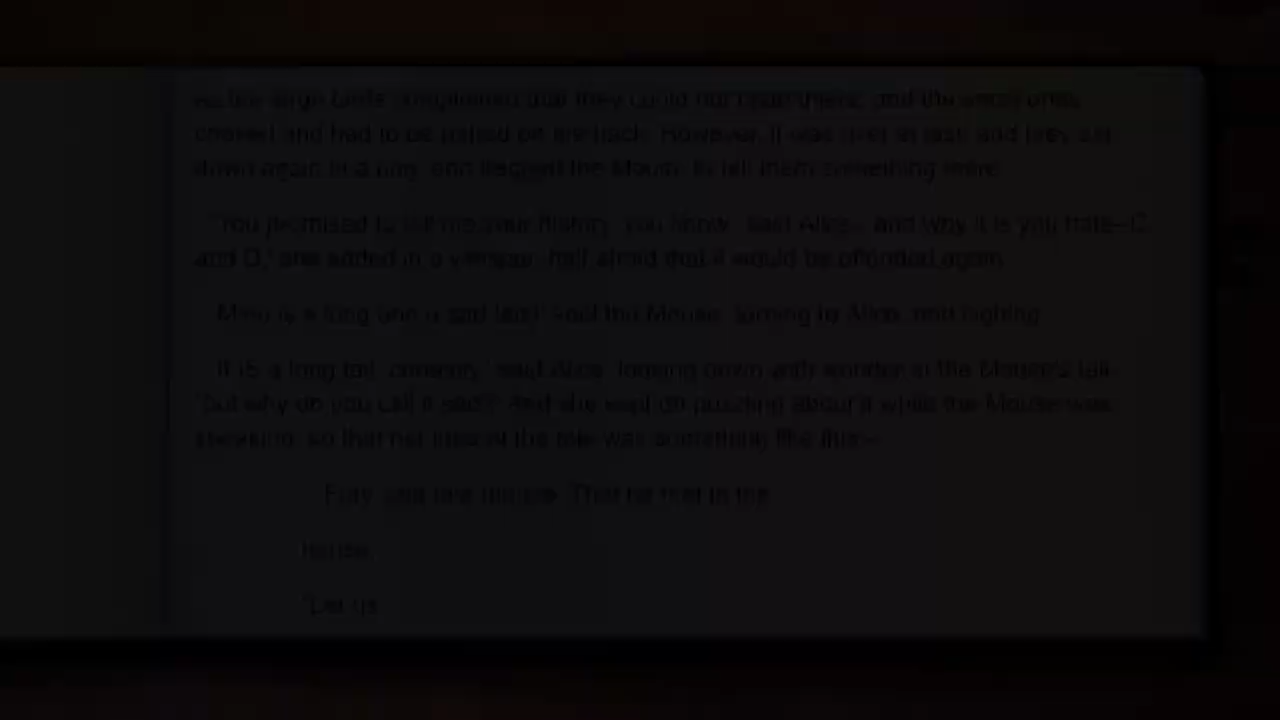 so the large birds complained that they could not taste theirs, and the small ones
choked and had to be patted on the back. However, it was over at last, and they sat
down again in a ring, and begged the Mouse to tell them something more.
"You promised to tell me your history, you know," said Alice, and why it is you hate--C
and D," she added in a whisper, half afraid that it would be offended again.
Mine is a long and a sad tale! said the Mouse, turning to Alice, and sighing.
It is a long tail, certainly," said Alice, looking down with wonder at the Mouse's tail
"but why do you call it sad?" And she kept on puzzling about it while the Mouse was
speaking, so that her idea of the tale was something like this--
Fury said to a mouse, That he met in the
house,
"Let us